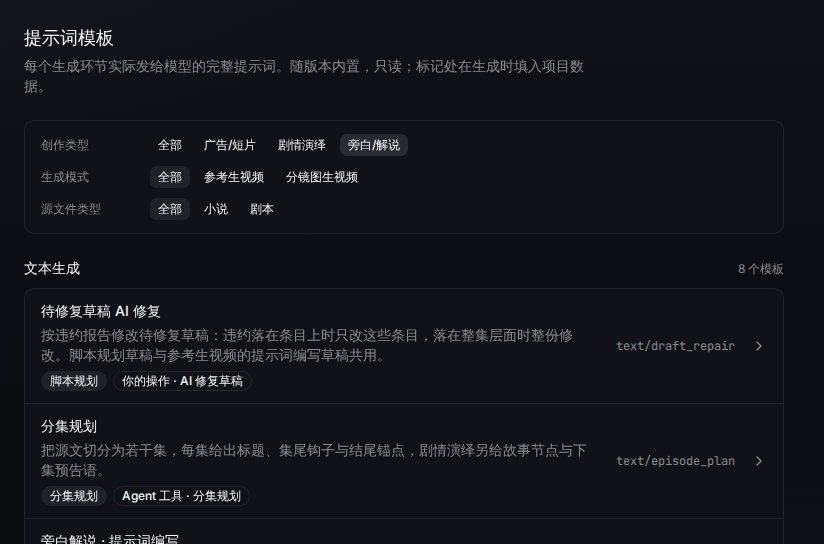 提示词模板
每个生成环节实际发给模型的完整提示词。随版本内置，只读；标记处在生成时填入项目数
据。
创作类型 全部 广告/短片 剧情演绎 旁白/解说
生成模式 全部 参考生视频 分镜图生视频
源文件类型 全部 小说 剧本
文本生成 8 个模板
待修复草稿 AI 修复
按违约报告修改待修复草稿：违约落在条目上时只改这些条目，落在整集层面时整份修
改。脚本规划草稿与参考生视频的提示词编写草稿共用。
text/draft_repair
脚本规划 你的操作 · AI 修复草稿
分集规划
把源文切分为若干集，每集给出标题、集尾钩子与结尾锚点，剧情演绎另给故事节点与下
集预告语。
text/episode_plan
分集规划 Agent 工具 · 分集规划
旁白解说 · 提示词编写